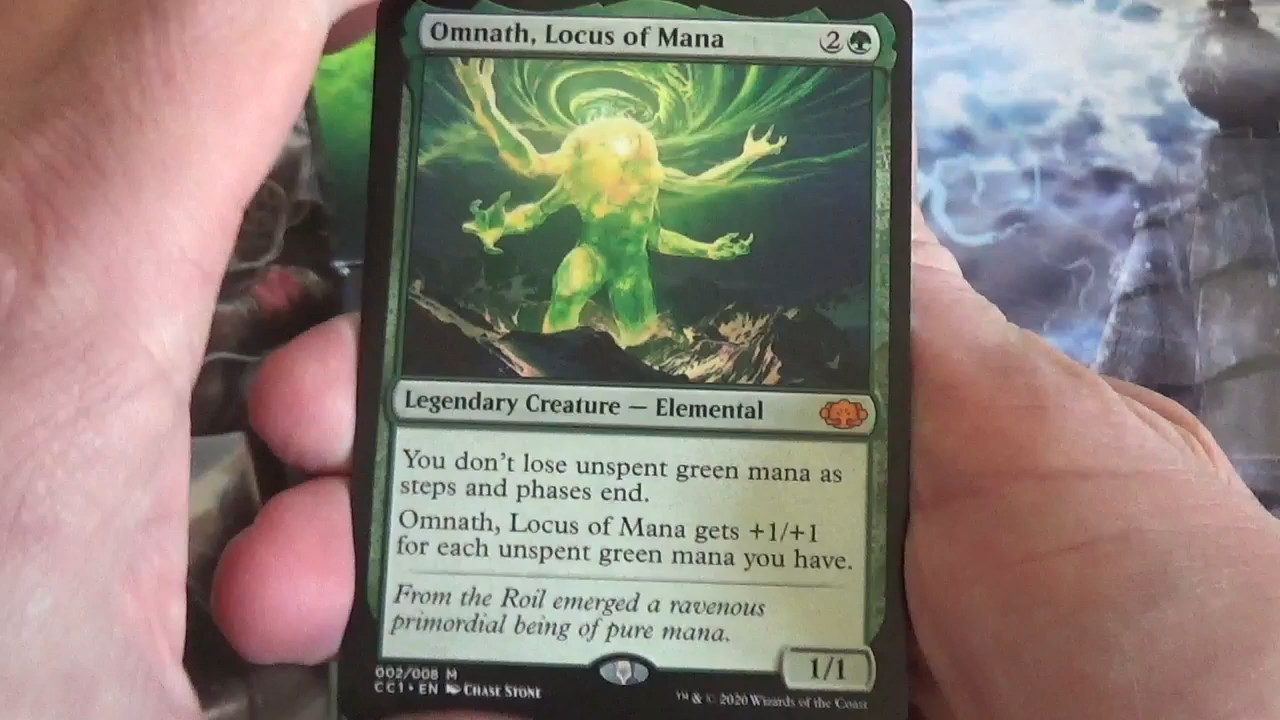 Omnath, Locus of Mana 2
Legendary Creature — Elemental
You don't lose unspent green mana as
steps and phases end.
Omnath, Locus of Mana gets +1/+1
for each unspent green mana you have.
From the Roil emerged a ravenous
primordial being of pure mana.
1/1
002/008 M
CC1 • EN Chase Stone
™ & © 2020 Wizards of the Coast